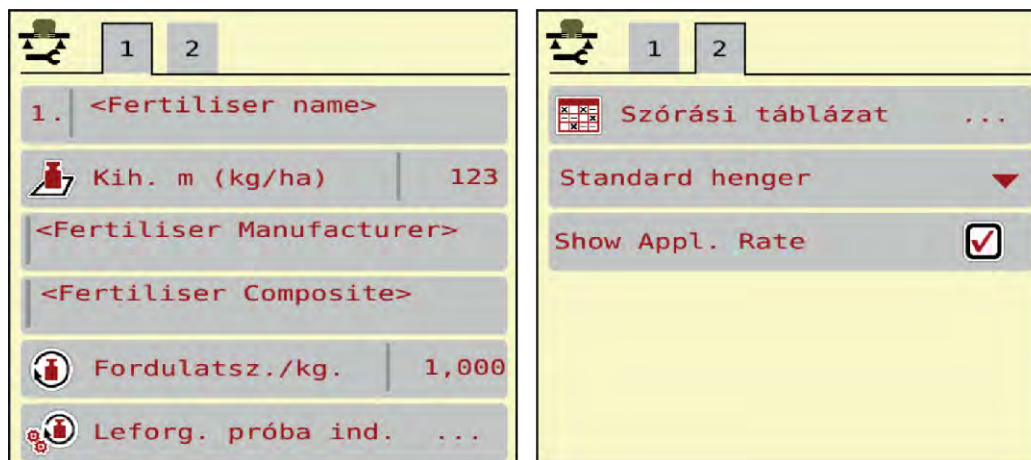 1 2
1. <Fertiliser name>
Kih. m (kg/ha) 123
<Fertiliser Manufacturer>
<Fertiliser Composite>
Fordulatsz./kg. 1,000
Leforg. próba ind. ...
1 2
Szórási táblázat ...
Standard henger
Show Appl. Rate